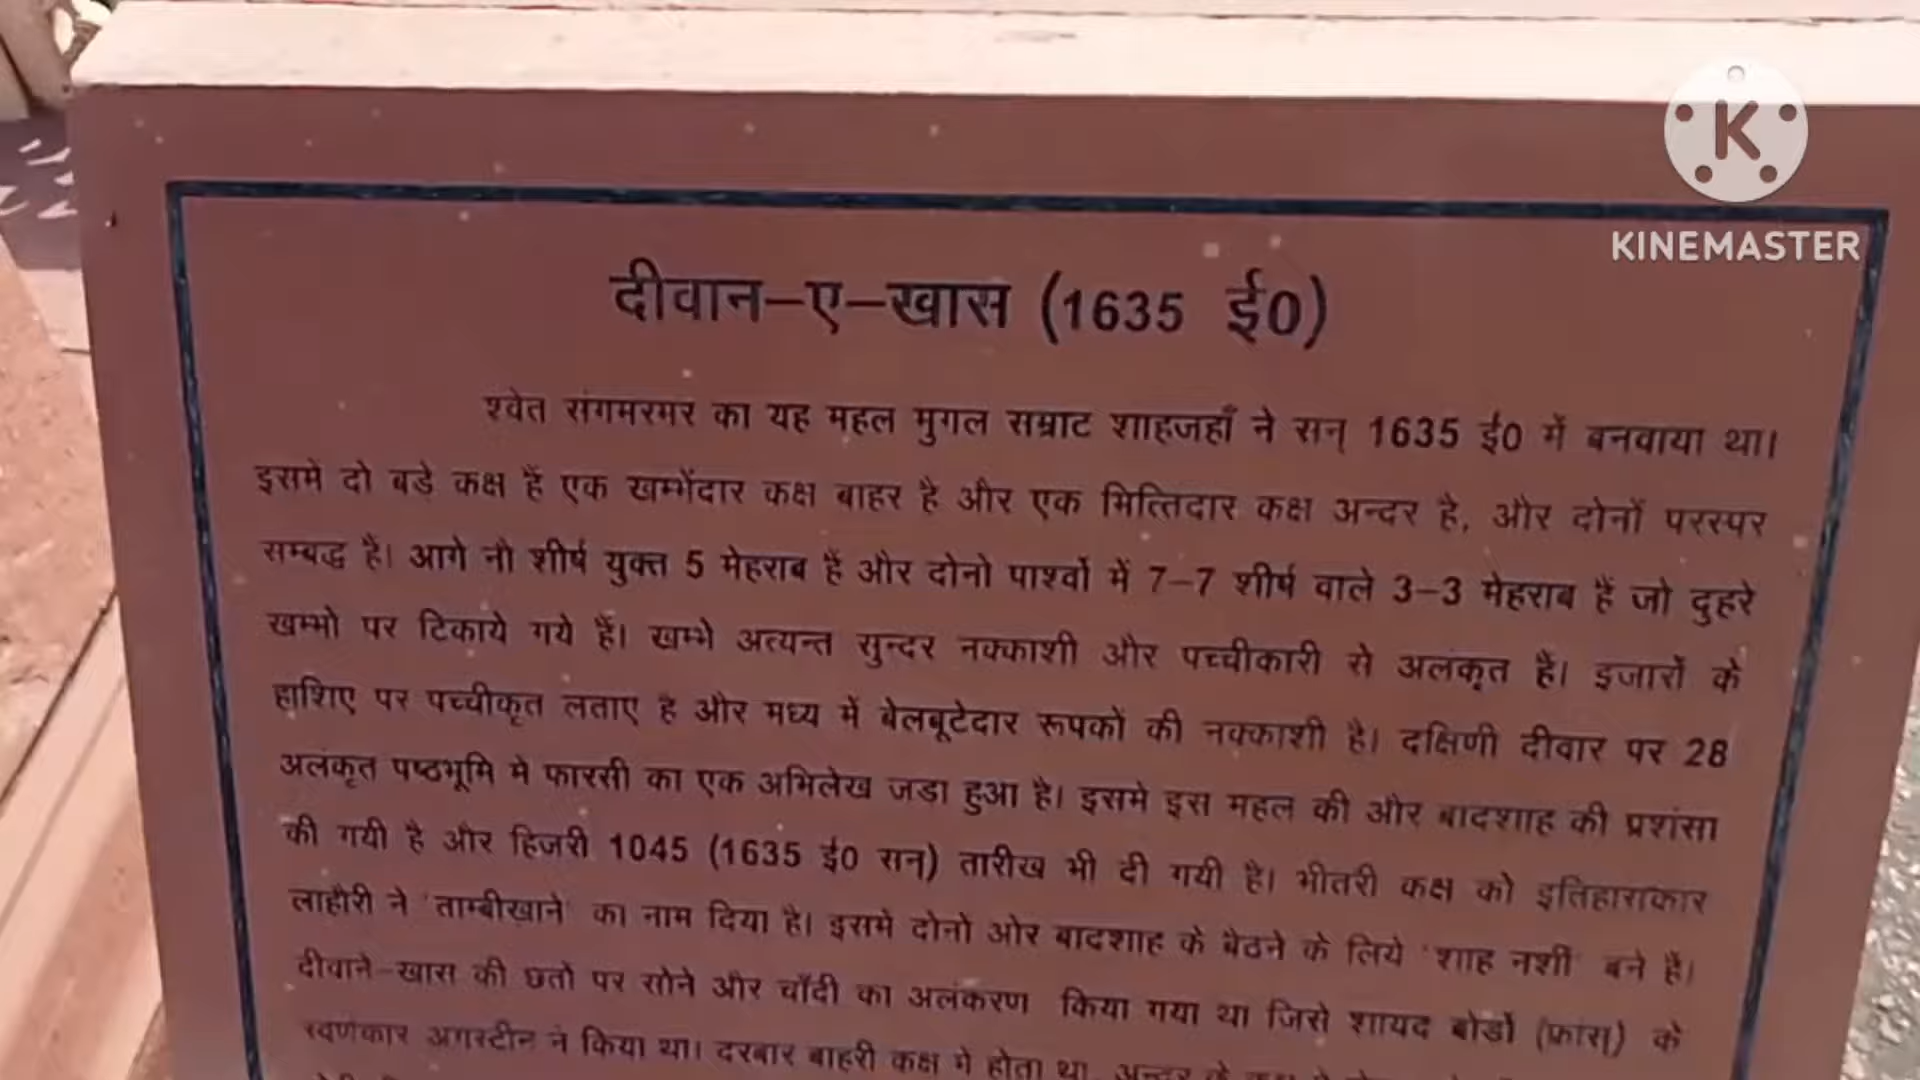 KINEMASTER
दीवान–ए–खास (1635 ई0)
श्वेत संगमरमर का यह महल मुगल सम्राट शाहजहाँ ने सन् 1635 ई0 में बनवाया था।
इसमे दो बडे कक्ष हैं एक खम्भेंदार कक्ष बाहर है और एक भित्तिदार कक्ष अन्दर है, और दोनों परस्पर
सम्बद्ध है। आगे नौ शीर्ष युक्त 5 मेहराब हैं और दोनो पार्श्वो में 7–7 शीर्ष वाले 3–3 मेहराब हैं जो दुहरे
खम्भो पर टिकाये गये हैं। खम्भे अत्यन्त सुन्दर नक्काशी और पच्चीकारी से अलंकृत हैं। इजारों के
हाशिए पर पच्चीकृत लताए है और मध्य में बेलबूटेदार रूपकों की नक्काशी है। दक्षिणी दीवार पर 28
अलंकृत पष्ठभूमि मे फारसी का एक अभिलेख जडा हुआ है। इसमे इस महल की और बादशाह की प्रशंसा
की गयी है और हिजरी 1045 (1635 ई0 सन्) तारीख भी दी गयी है। भीतरी कक्ष को इतिहासकार
लाहौरी ने 'ताम्बीखाने' का नाम दिया है। इसमे दोनो ओर बादशाह के बैठने के लिये 'शाह नशीं' बने है।
दीवाने–खास की छतो पर सोने और चाँदी का अलंकरण किया गया था जिसे शायद बोर्डो (फ्रांस्) के
स्वर्णकार अगस्टीन ने किया था। दरबार बाहरी कक्ष मे होता था, अन्दर के कक्ष मे